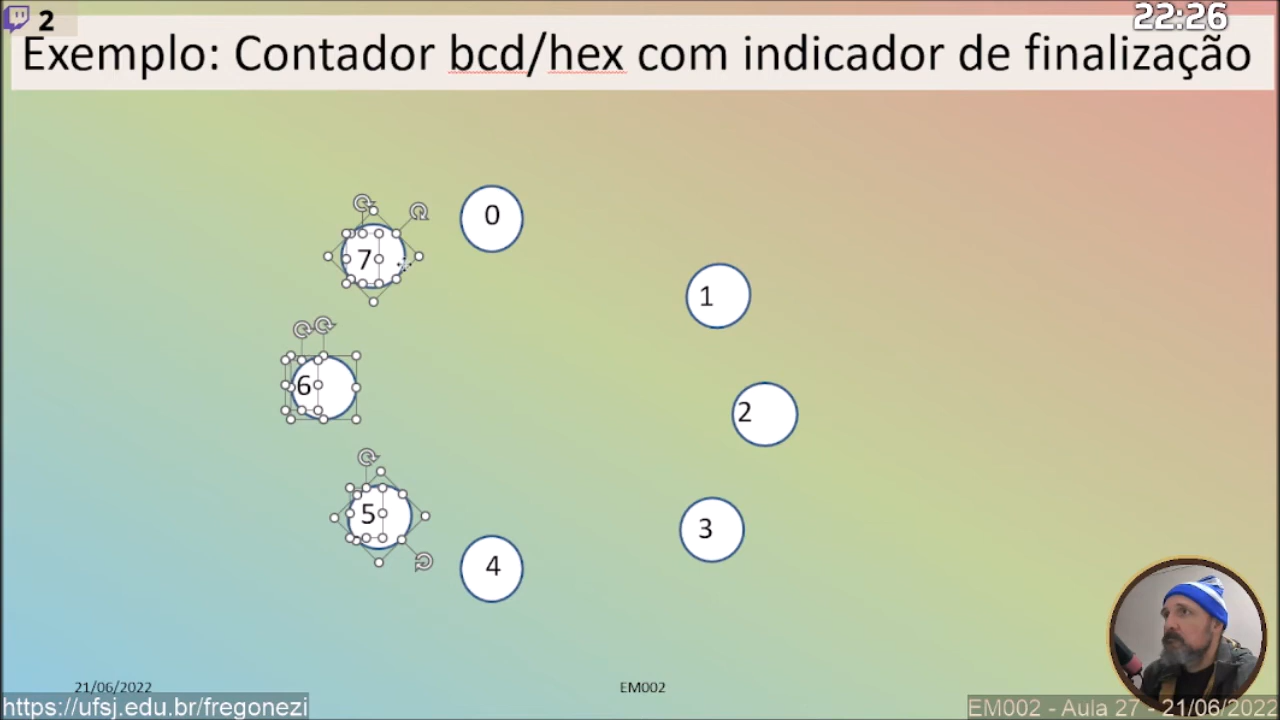 2
22:26
Exemplo: Contador bcd/hex com indicador de finalização
0
7
1
6
2
5
3
4
21/06/2022
EM002
https://ufsj.edu.br/fregonezi
EM002 - Aula 27 - 21/06/2022